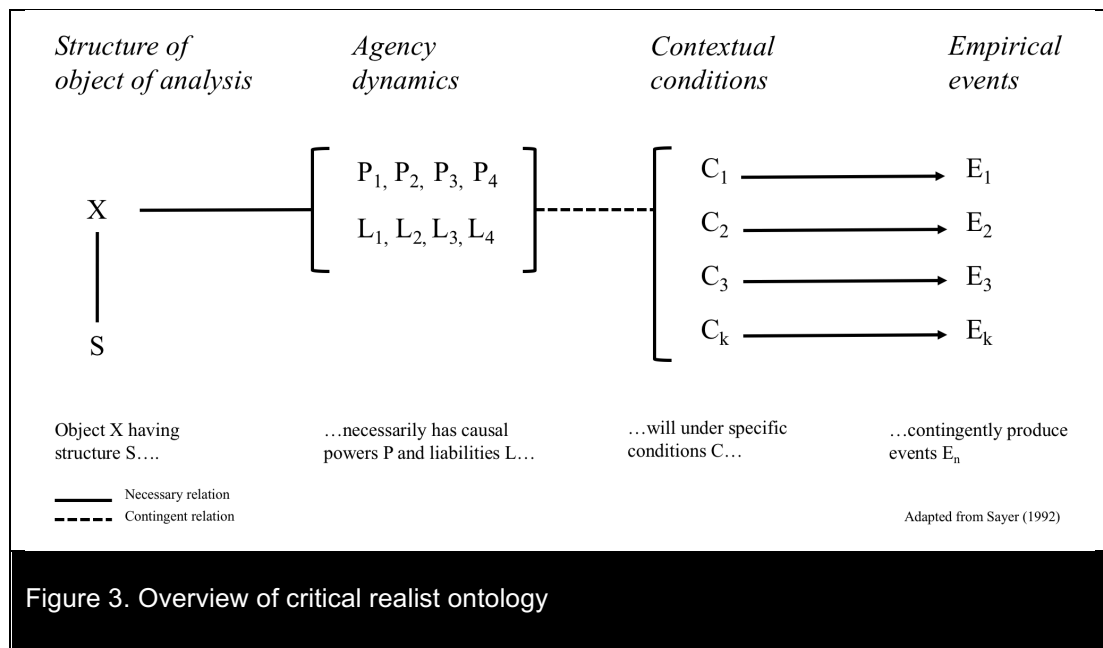 Structure of
object of analysis
Agency
dynamics
Contextual
conditions
Empirical
events
X
S
P1, P2, P3, P4
L1, L2, L3, L4
C1
E1
C2
E2
C3
E3
Ck
Ek
Object X having
structure S….
…necessarily has causal
powers P and liabilities L…
…will under specific
conditions C…
…contingently produce
events En
Necessary relation
Contingent relation
Adapted from Sayer (1992)
Figure 3. Overview of critical realist ontology